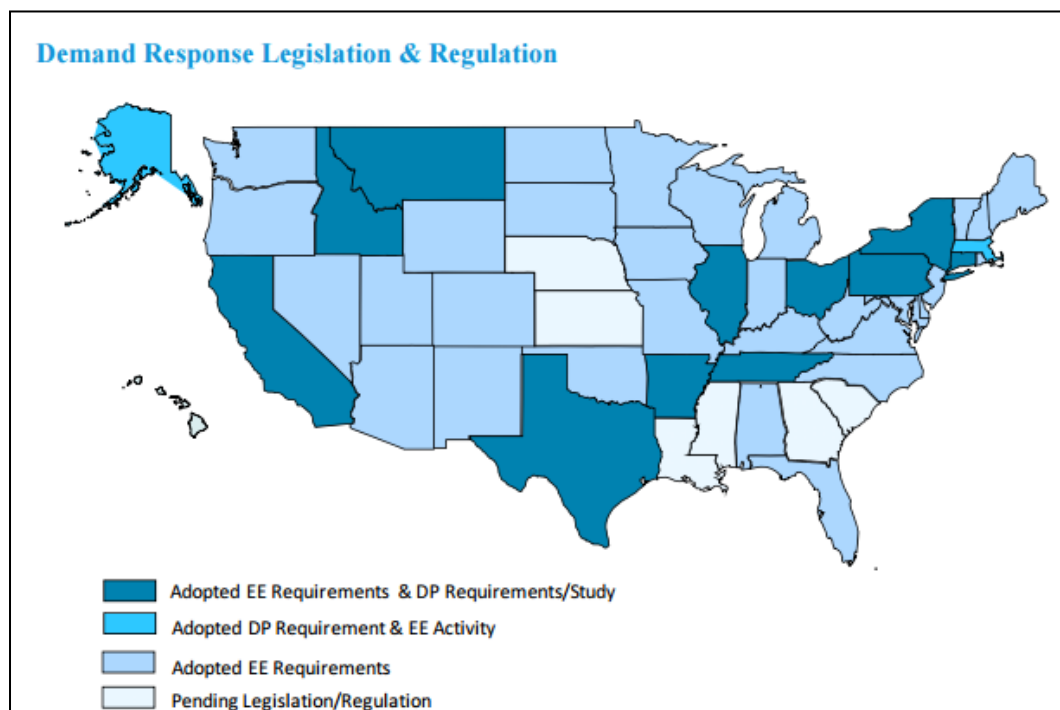 Demand Response Legislation & Regulation
Adopted EE Requirements & DP Requirements/Study
Adopted DP Requirement & EE Activity
Adopted EE Requirements
Pending Legislation/Regulation